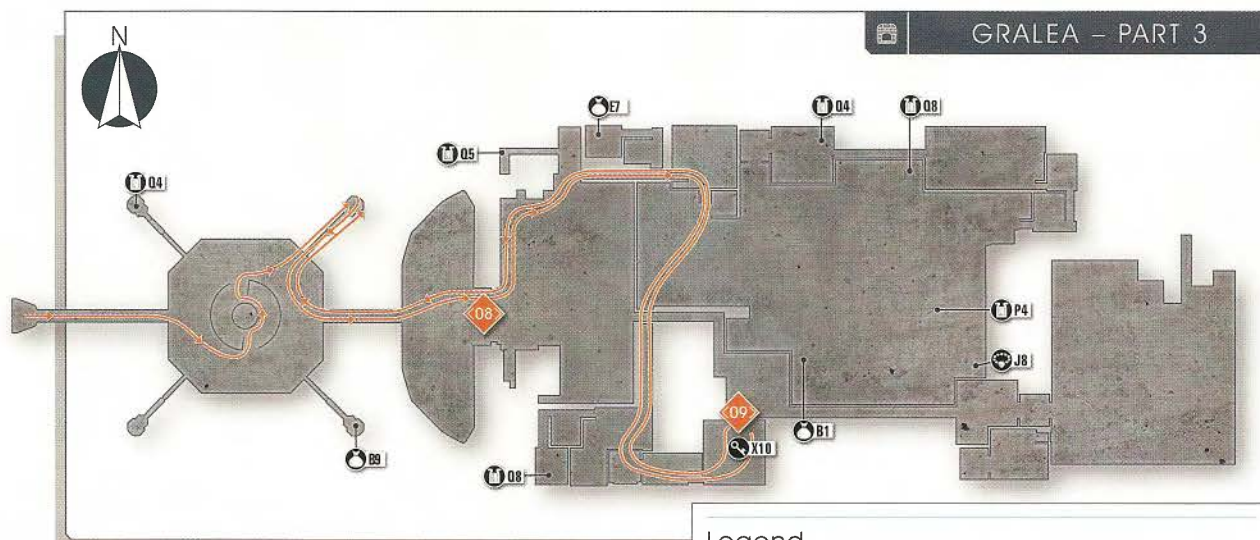 GRALEA – PART 3
N
E7
Q4
Q8
Q5
Q4
08
P4
J8
09
X10
B1
B9
Q8
Legend